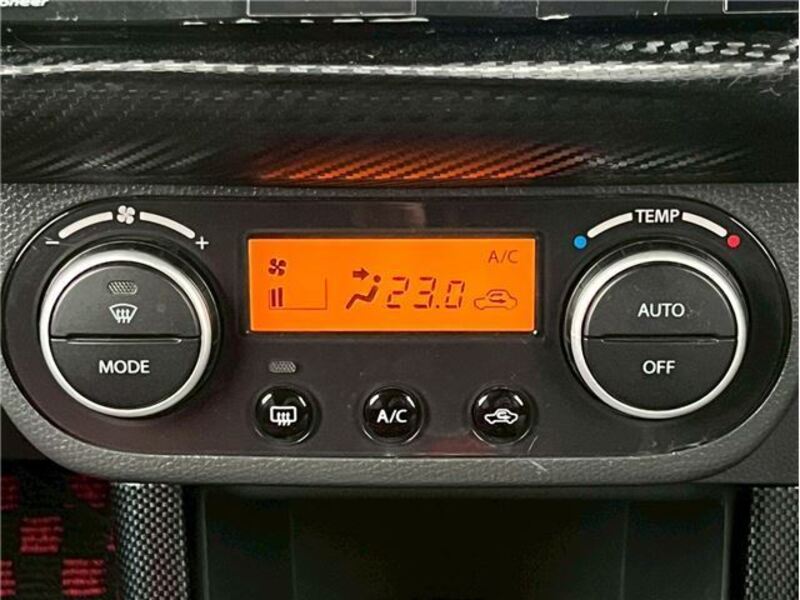 TEMP
− +
A/C
23.0
AUTO
MODE
OFF
A/C